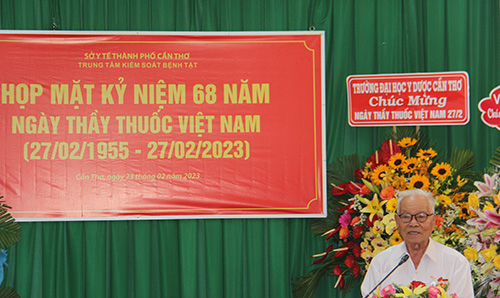 SỞ Y TẾ THÀNH PHỐ CẦN THƠ
TRUNG TÂM KIỂM SOÁT BỆNH TẬT
HỌP MẶT KỶ NIỆM 68 NĂM
NGÀY THẦY THUỐC VIỆT NAM
(27/02/1955 - 27/02/2023)
Cần Thơ, ngày 23 tháng 02 năm 2023
TRƯỜNG ĐẠI HỌC Y DƯỢC CẦN THƠ
Chúc Mừng
NGÀY THẦY THUỐC VIỆT NAM 27/2